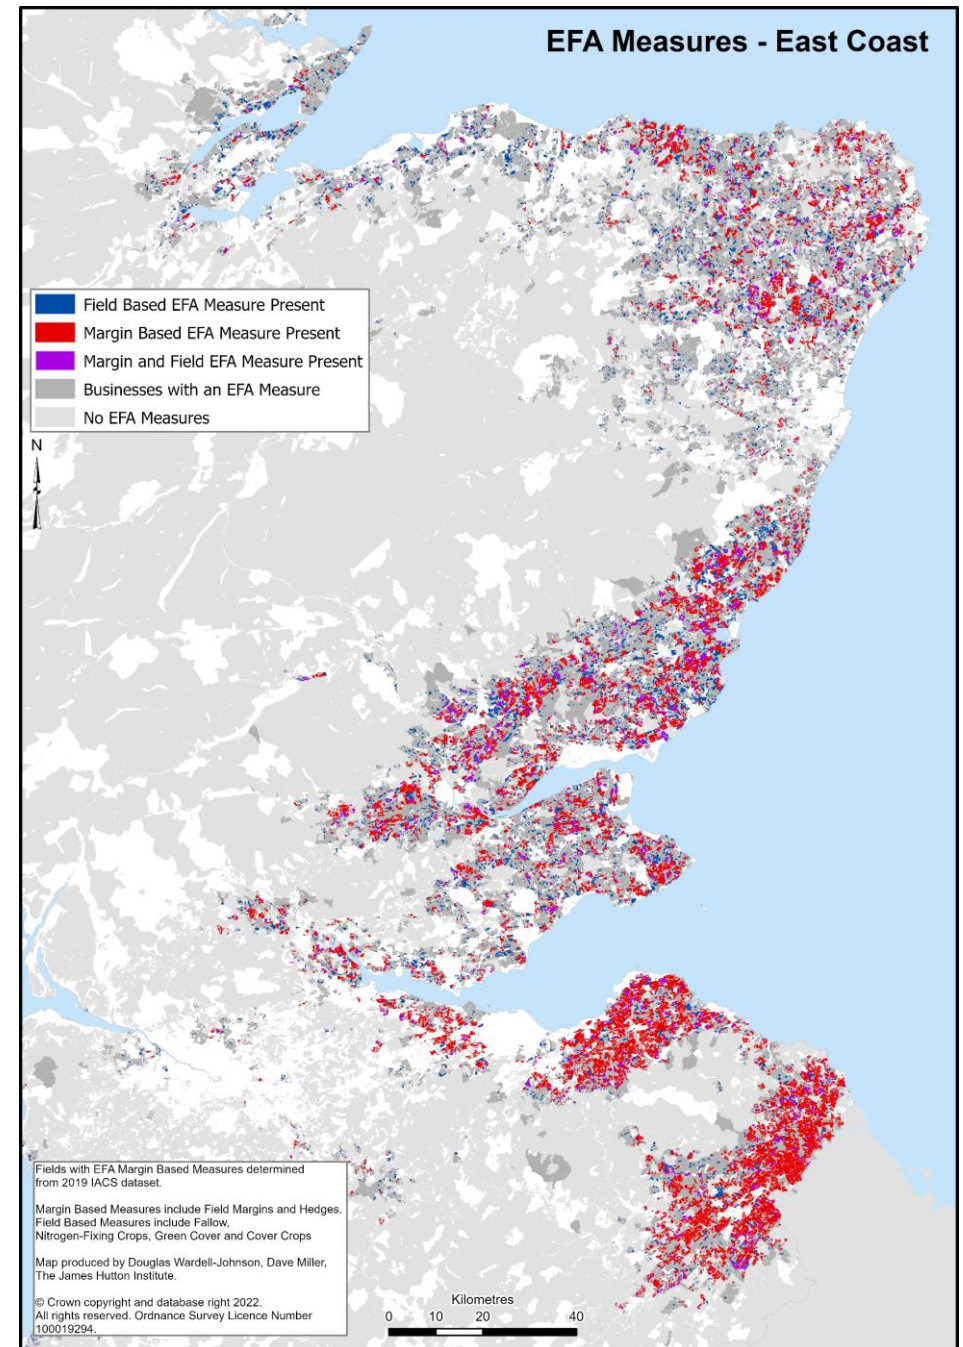 EFA Measures - East Coast
Field Based EFA Measure Present
Margin Based EFA Measure Present
Margin and Field EFA Measure Present
Businesses with an EFA Measure
No EFA Measures
N
Fields with EFA Margin Based Measures determined
from 2019 IACS dataset.
Margin Based Measures include Field Margins and Hedges.
Field Based Measures include Fallow,
Nitrogen-Fixing Crops, Green Cover and Cover Crops
Map produced by Douglas Wardell-Johnson, Dave Miller,
The James Hutton Institute.
© Crown copyright and database right 2022.
All rights reserved. Ordnance Survey Licence Number
100019294.
Kilometres
0 10 20 40